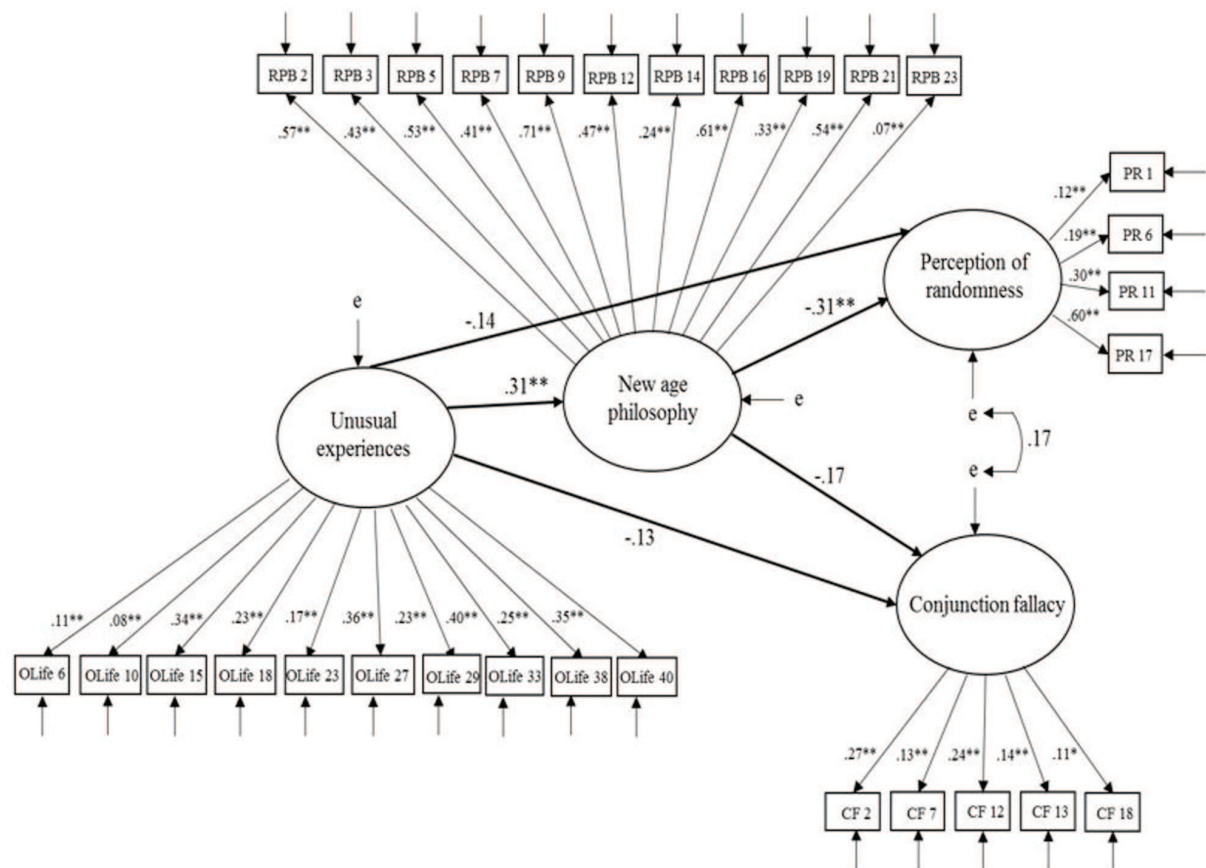 RPB 2 RPB 3 RPB 5 RPB 7 RPB 9 RPB 12 RPB 14 RPB 16 RPB 19 RPB 21 RPB 23
.57** .43** .53** .41** .71** .47** .24** .61** .33** .54** .07**
PR 1
.12**
PR 6
.19**
Perception of
randomness
PR 11
.30**
PR 17
.60**
e
-.14
-.31**
.31**
New age
philosophy
e
Unusual
experiences
e
.17
e
-.17
-.13
Conjunction fallacy
.11** .08** .34** .23** .17** .36** .23** .40** .25** .35**
OLife 6 OLife 10 OLife 15 OLife 18 OLife 23 OLife 27 OLife 29 OLife 33 OLife 38 OLife 40
.27** .13** .24** .14** .11*
CF 2 CF 7 CF 12 CF 13 CF 18